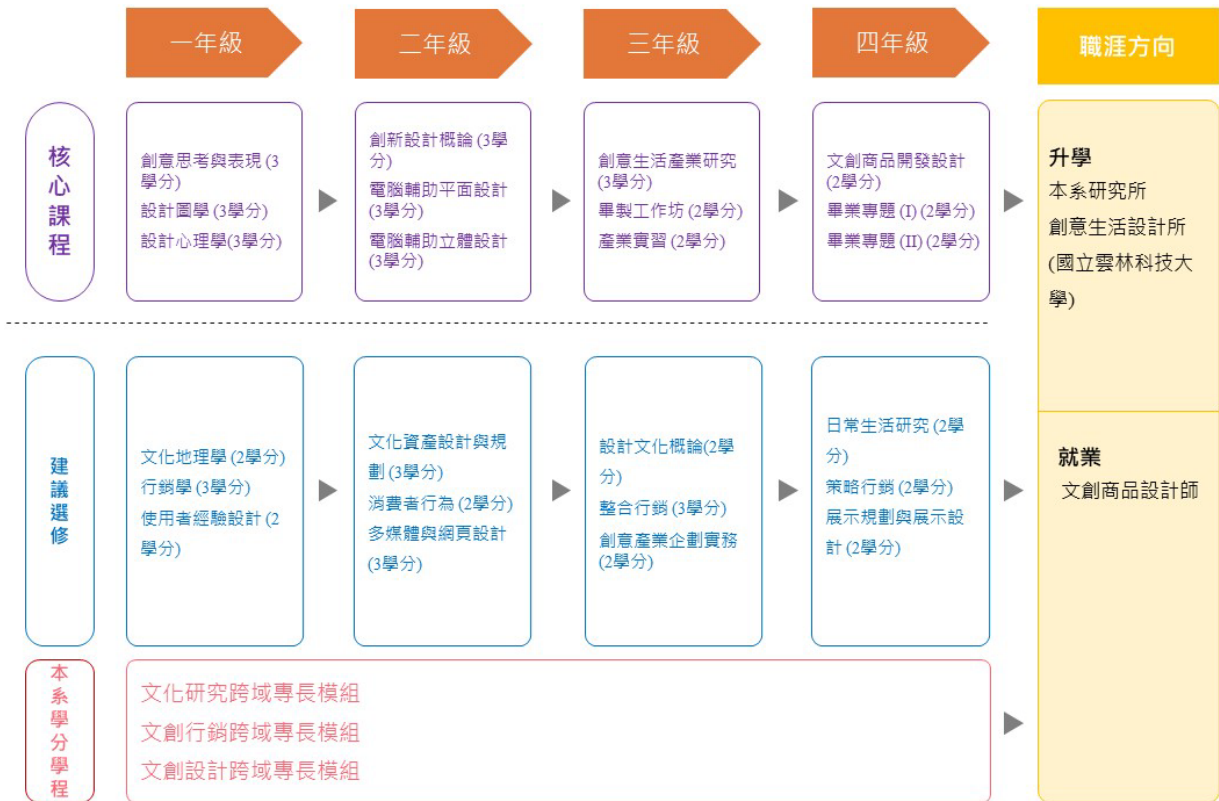 一年級
二年級
三年級
四年級
職涯方向
核心課程
創意思考與表現 (3
學分)
設計圖學 (3學分)
設計心理學(3學分)
創新設計概論 (3學
分)
電腦輔助平面設計
(3學分)
電腦輔助立體設計
(3學分)
創意生活產業研究
(3學分)
畢製工作坊 (2學分)
產業實習 (2學分)
文創商品開發設計
(2學分)
畢業專題 (I) (2學分)
畢業專題 (II) (2學分)
升學
本系研究所
創意生活設計所
(國立雲林科技大
學)
建議選修
文化地理學 (2學分)
行銷學 (3學分)
使用者經驗設計 (2
學分)
文化資產設計與規
劃 (3學分)
消費者行為 (2學分)
多媒體與網頁設計
(3學分)
設計文化概論(2學
分)
整合行銷 (3學分)
創意產業企劃實務
(2學分)
日常生活研究 (2學
分)
策略行銷 (2學分)
展示規劃與展示設
計 (2學分)
就業
文創商品設計師
本系學分學程
文化研究跨域專長模組
文創行銷跨域專長模組
文創設計跨域專長模組